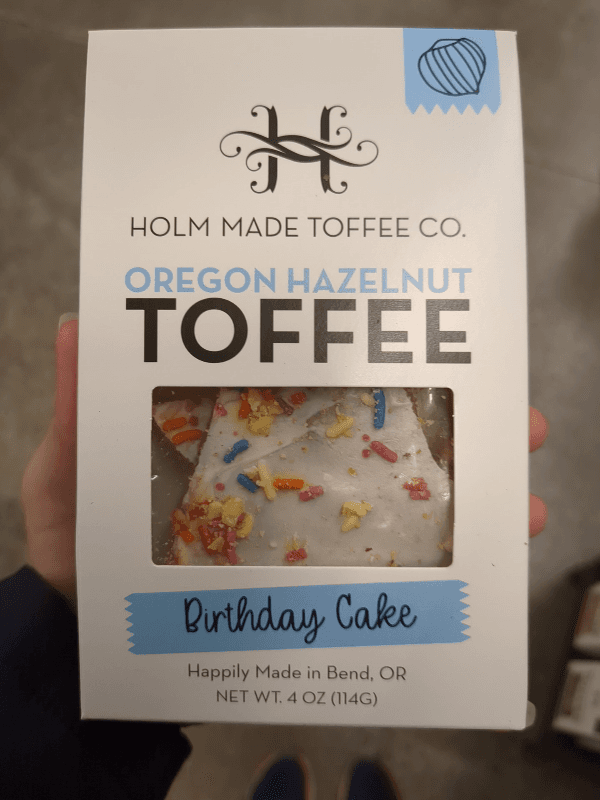 H
HOLM MADE TOFFEE CO.
OREGON HAZELNUT
TOFFEE
Birthday Cake
Happily Made in Bend, OR
NET WT. 4 OZ (114G)